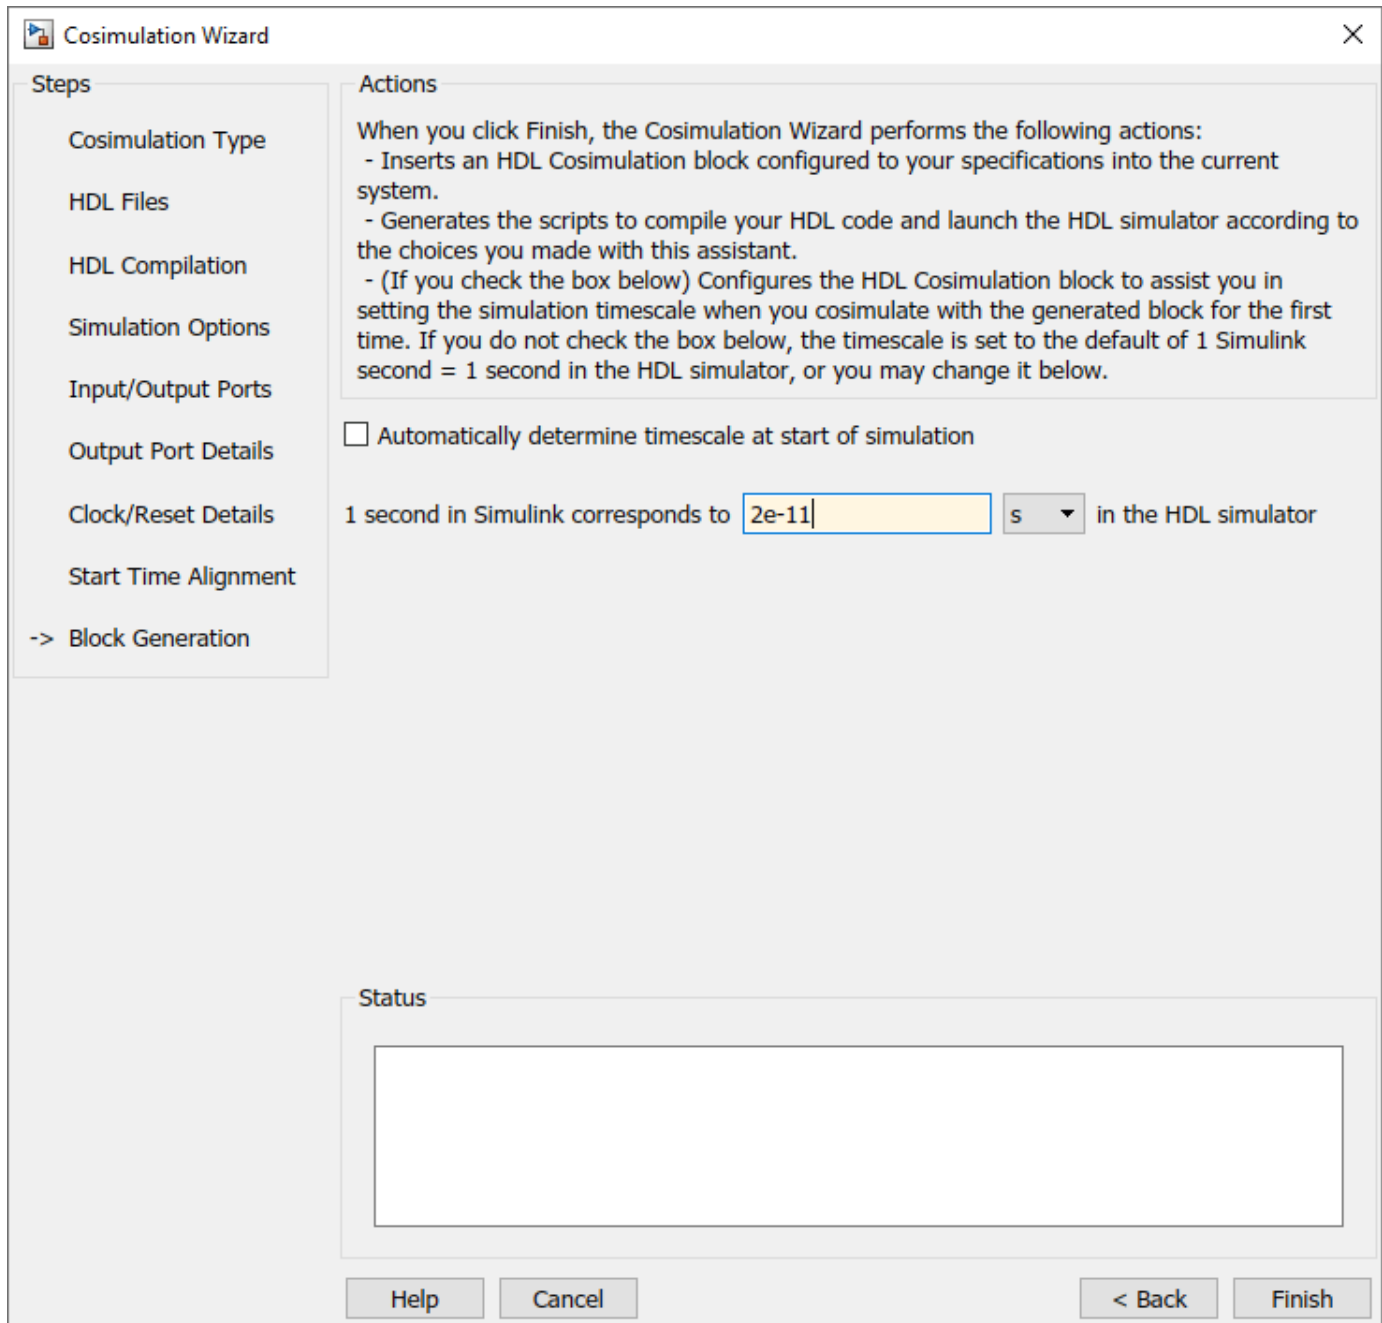 Cosimulation Wizard
Steps
Cosimulation Type
HDL Files
HDL Compilation
Simulation Options
Input/Output Ports
Output Port Details
Clock/Reset Details
Start Time Alignment
-> Block Generation
Actions
When you click Finish, the Cosimulation Wizard performs the following actions:
- Inserts an HDL Cosimulation block configured to your specifications into the current
system.
- Generates the scripts to compile your HDL code and launch the HDL simulator according to
the choices you made with this assistant.
- (If you check the box below) Configures the HDL Cosimulation block to assist you in
setting the simulation timescale when you cosimulate with the generated block for the first
time. If you do not check the box below, the timescale is set to the default of 1 Simulink
second = 1 second in the HDL simulator, or you may change it below.
Automatically determine timescale at start of simulation
1 second in Simulink corresponds to 2e-11 s in the HDL simulator
Status
Help Cancel < Back Finish